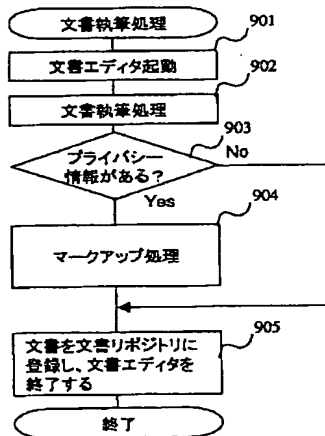 文書執筆処理
901
文書エディタ起動
902
文書執筆処理
903
プライバシー
情報がある？
No
Yes
904
マークアップ処理
905
文書を文書リポジトリに
登録し、文書エディタを
終了する
終了